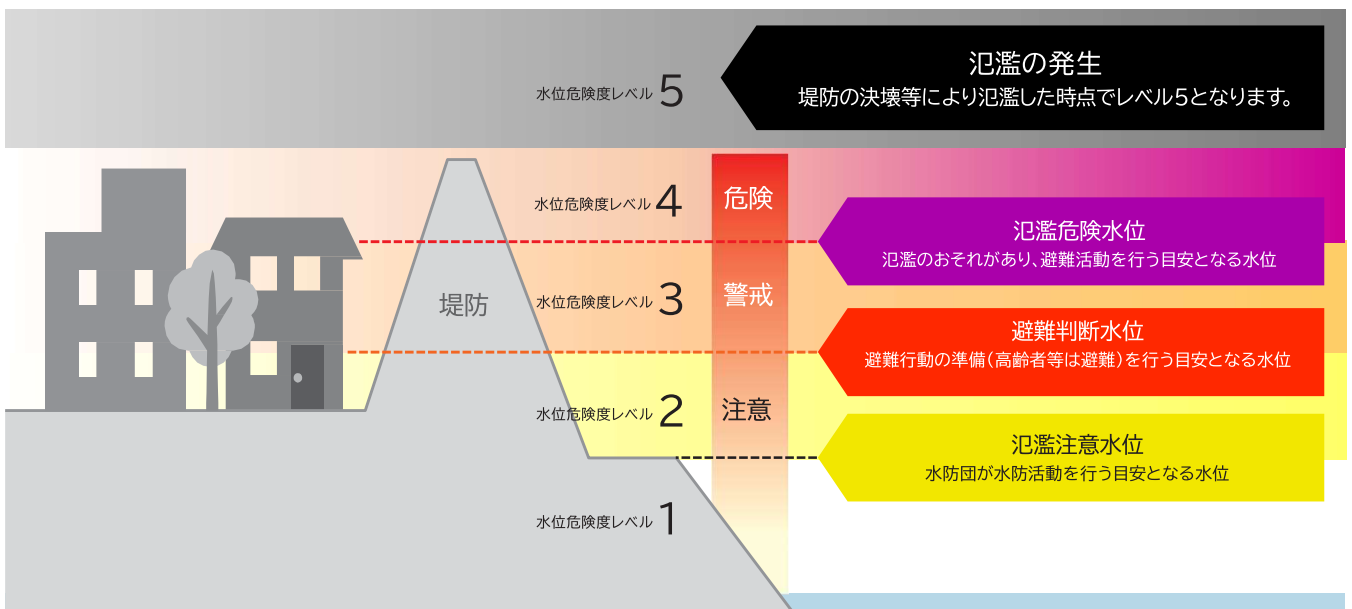 水位危険度レベル 5
氾濫の発生
堤防の決壊等により氾濫した時点でレベル5となります。
水位危険度レベル 4
危険
氾濫危険水位
氾濫のおそれがあり、避難活動を行う目安となる水位
堤防
水位危険度レベル 3
警戒
避難判断水位
避難行動の準備(高齢者等は避難)を行う目安となる水位
水位危険度レベル 2
注意
氾濫注意水位
水防団が水防活動を行う目安となる水位
水位危険度レベル 1